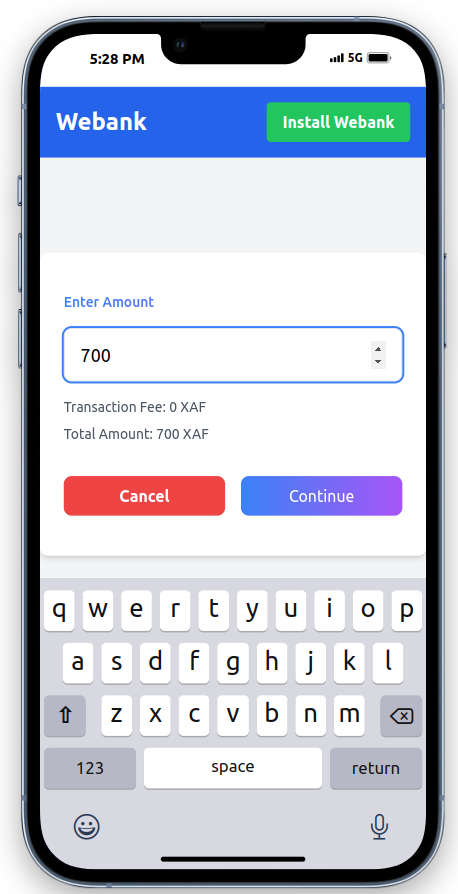 5:28 PM 5G
Webank Install Webank
Enter Amount
700
Transaction Fee: 0 XAF
Total Amount: 700 XAF
Cancel Continue
q w e r t y u i o p
a s d f g h j k l
z x c v b n m
123 space return